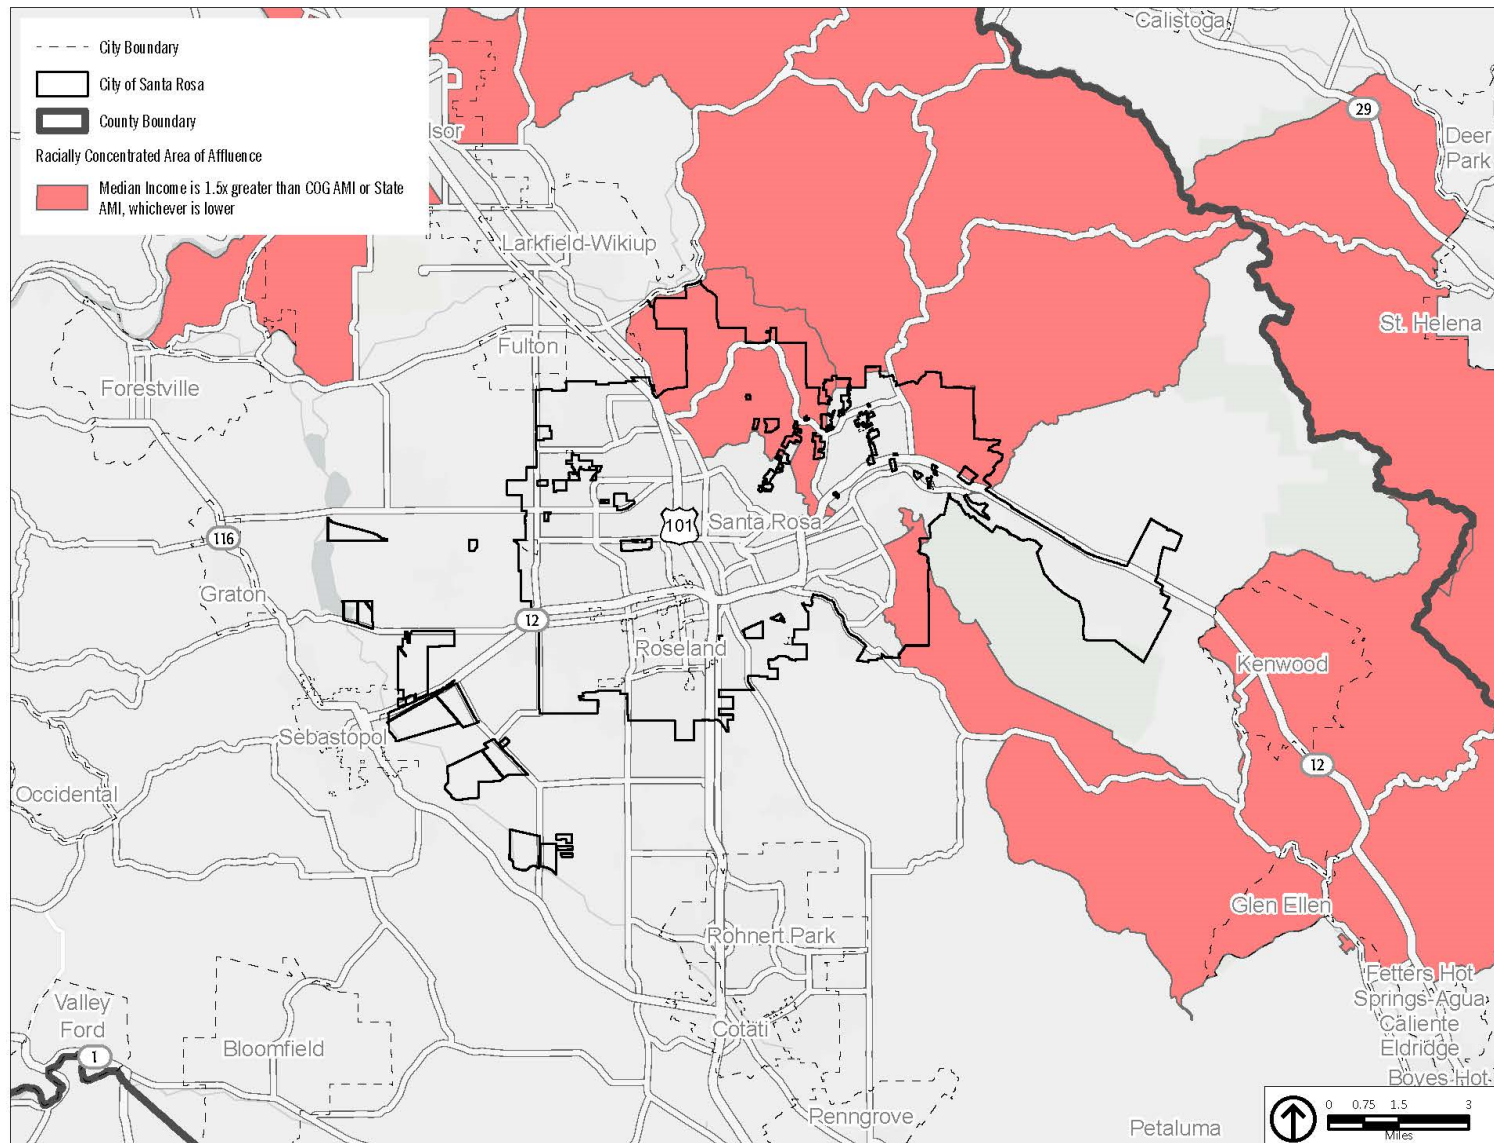 Calistoga
City Boundary
City of Santa Rosa
County Boundary
Racially Concentrated Area of Affluence
Median Income is 1.5x greater than COG AMI or State
AMI, whichever is lower
29
Deer
Park
Larkfield-Wikiup
St. Helena
Fulton
Forestville
101
Santa Rosa
116
Graton
12
Roseland
Kenwood
Sebastopol
12
Occidental
Glen Ellen
Rohnert Park
Fetters Hot
Springs-Agua
Caliente
Eldridge
Valley
Ford
Cotati
Bloomfield
1
Boyes Hot
Penngrove
Petaluma
0 0.75 1.5 3
Miles